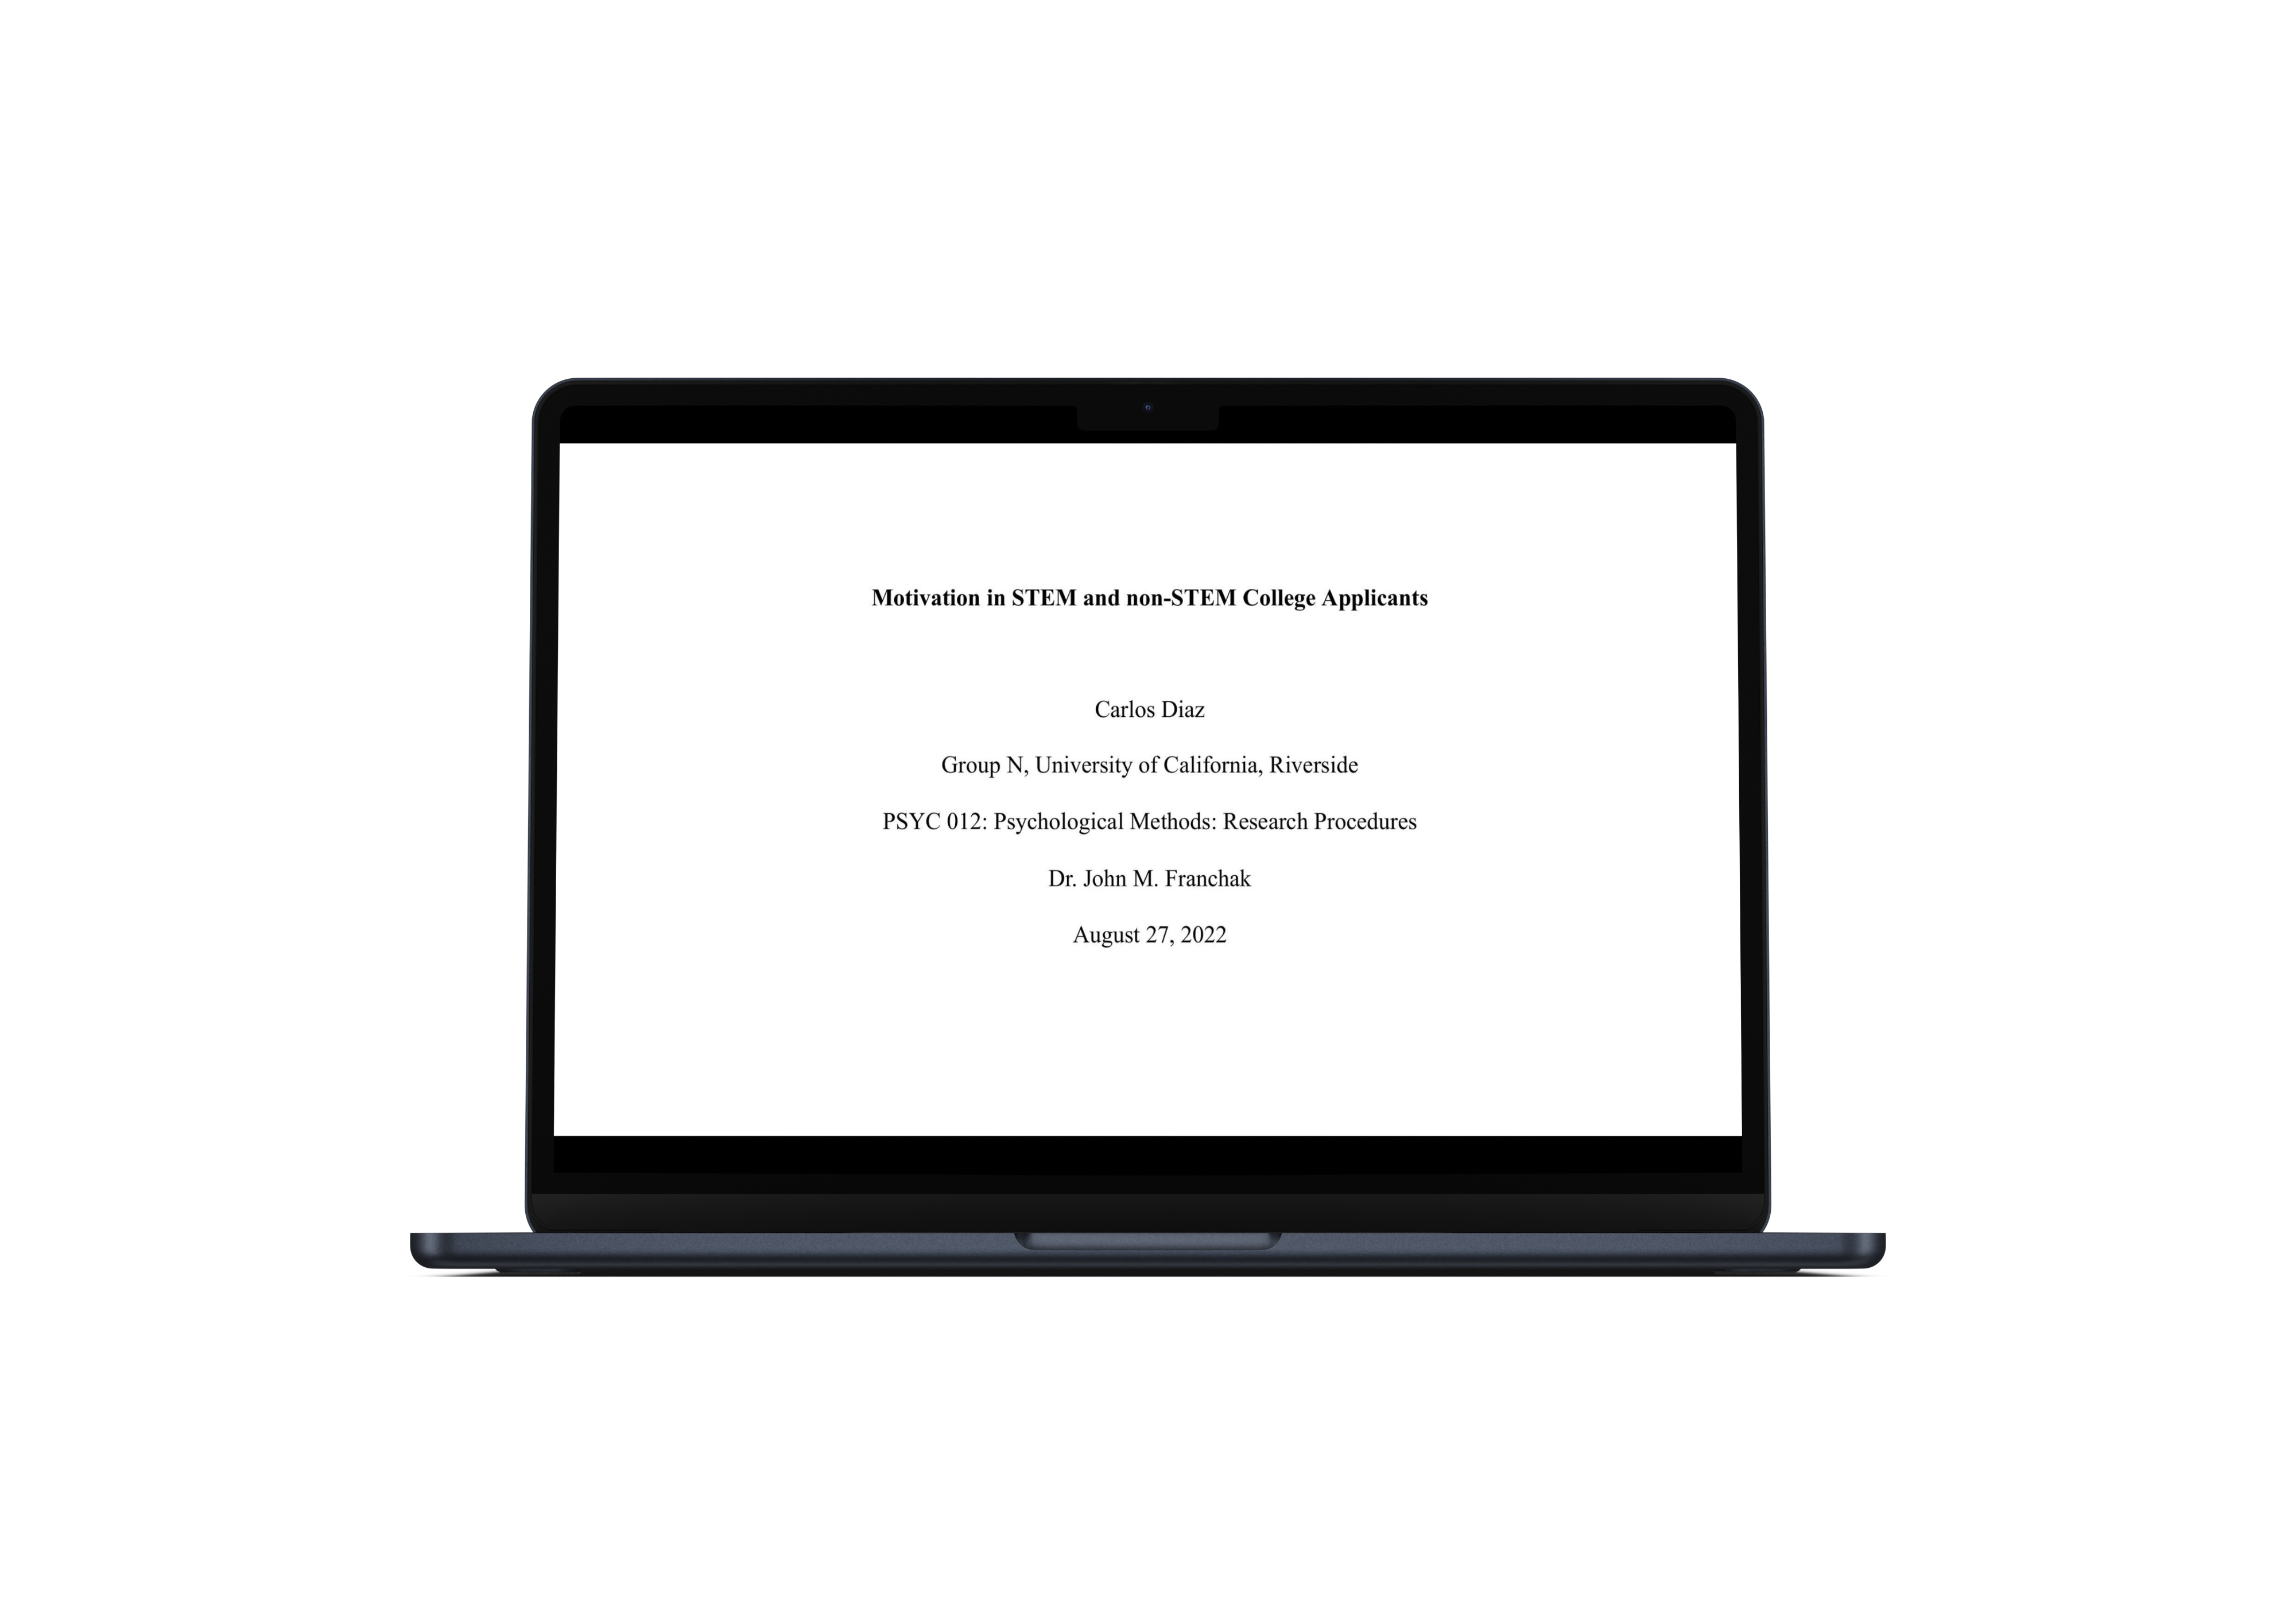 Motivation in STEM and non-STEM College Applicants
Carlos Diaz
Group N, University of California, Riverside
PSYC 012: Psychological Methods: Research Procedures
Dr. John M. Franchak
August 27, 2022